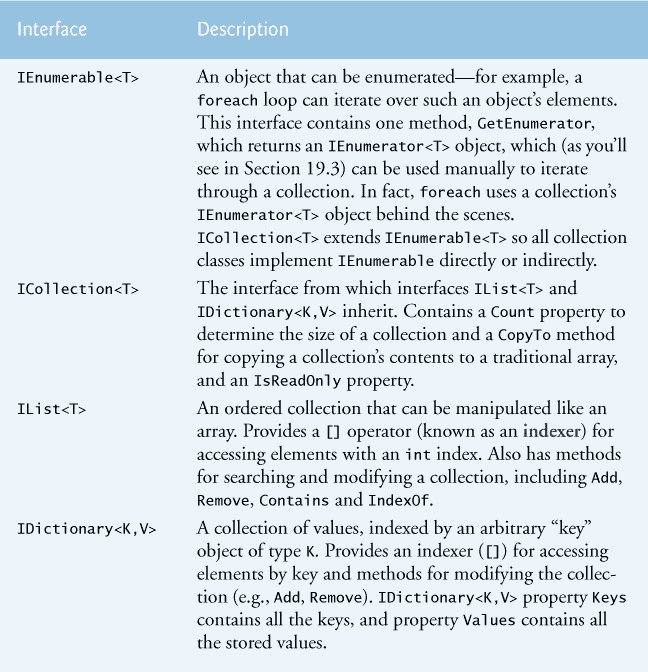 Interface Description
IEnumerable<T> An object that can be enumerated—for example, a
foreach loop can iterate over such an object’s elements.
This interface contains one method, GetEnumerator,
which returns an IEnumerator<T> object, which (as you’ll
see in Section 19.3) can be used manually to iterate
through a collection. In fact, foreach uses a collection’s
IEnumerator<T> object behind the scenes.
ICollection<T> extends IEnumerable<T> so all collection
classes implement IEnumerable directly or indirectly.
ICollection<T> The interface from which interfaces IList<T> and
IDictionary<K,V> inherit. Contains a Count property to
determine the size of a collection and a CopyTo method
for copying a collection’s contents to a traditional array,
and an IsReadOnly property.
IList<T> An ordered collection that can be manipulated like an
array. Provides a [] operator (known as an indexer) for
accessing elements with an int index. Also has methods
for searching and modifying a collection, including Add,
Remove, Contains and IndexOf.
IDictionary<K,V> A collection of values, indexed by an arbitrary “key”
object of type K. Provides an indexer ([]) for accessing
elements by key and methods for modifying the collec-
tion (e.g., Add, Remove). IDictionary<K,V> property Keys
contains all the keys, and property Values contains all
the stored values.